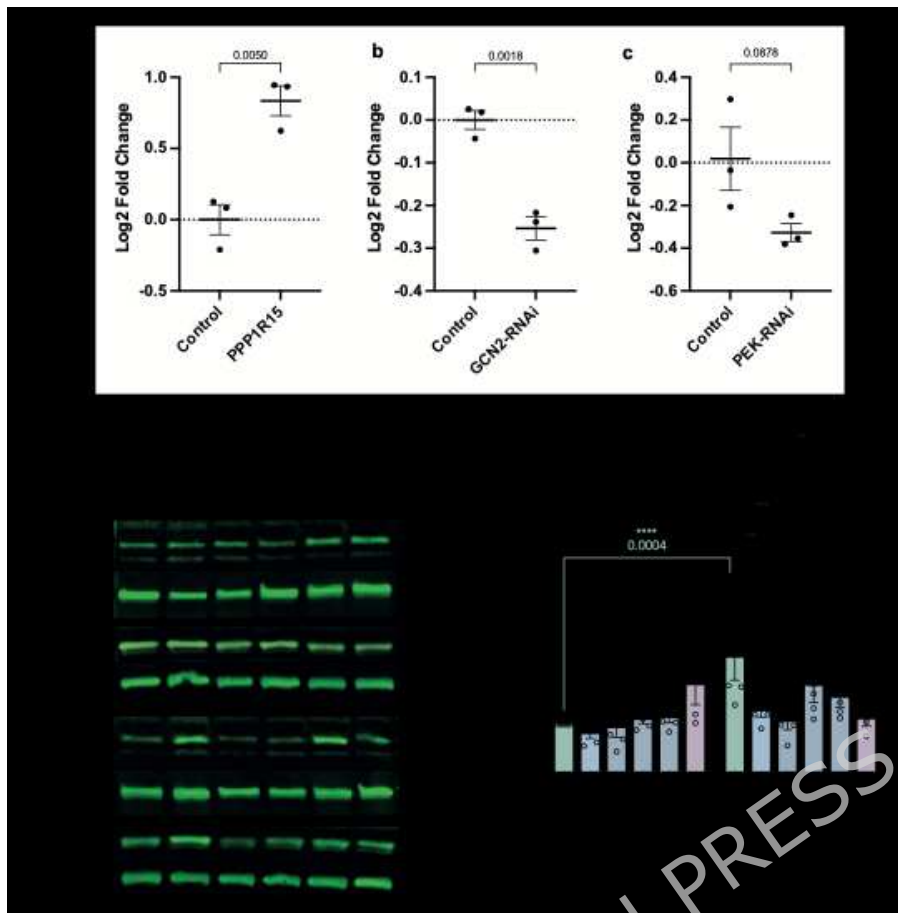 0.0050
b
0.0018
c
0.0878
Log2 Fold Change
1.0
0.5
0.0
-0.5
Control
PPP1R15
Log2 Fold Change
0.1
0.0
-0.1
-0.2
-0.3
-0.4
Control
GCN2-RNAi
Log2 Fold Change
0.4
0.2
0.0
-0.2
-0.4
-0.6
Control
PEK-RNAi
****
0.0004
PRESS